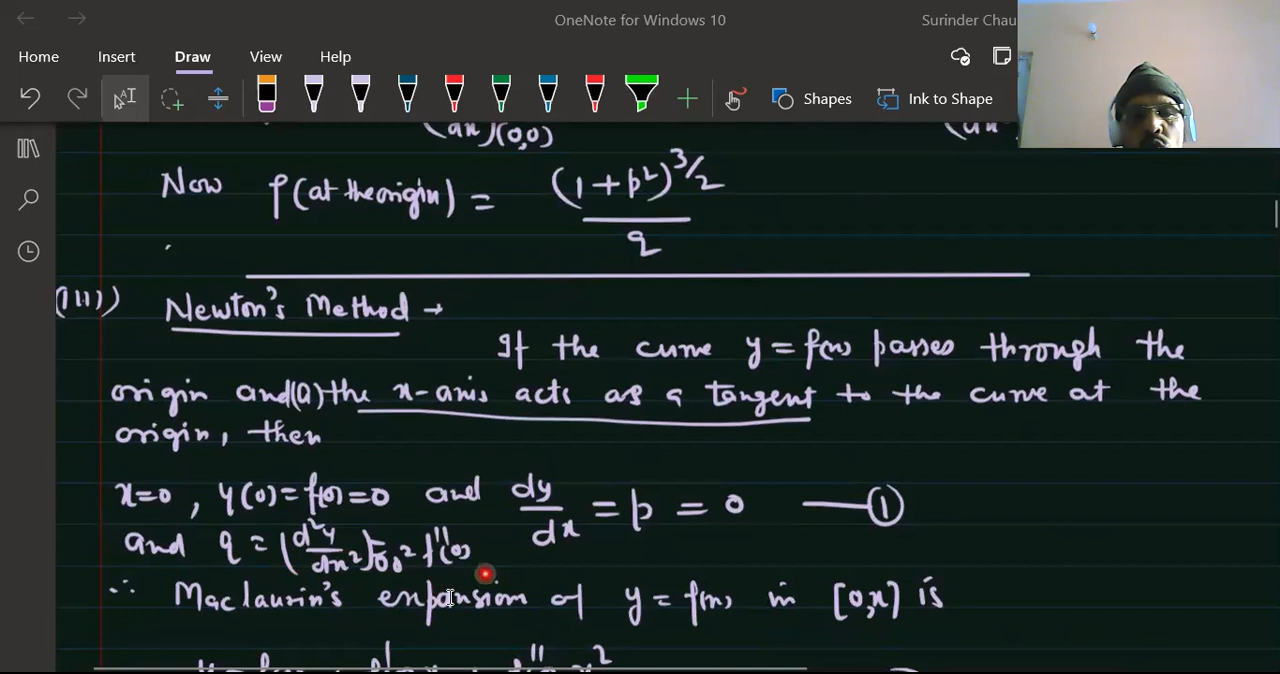 OneNote for Windows 10
Surinder Chau
Home Insert Draw View Help
Shapes Ink to Shape
(0,0)
Now ρ(at the origin) = (1+p²)^3/2 / q
(III) Newton's Method →
If the curve y = f(x) passes through the
origin and (a) the x-axis acts as a tangent to the curve at the
origin, then
x=0, y(0) = f(0) = 0 and dy/dx = p = 0 —①
and q = (d²y/dx²) = f''(0)
∴ Maclaurin's expansion of y = f(x) in [0,x] is